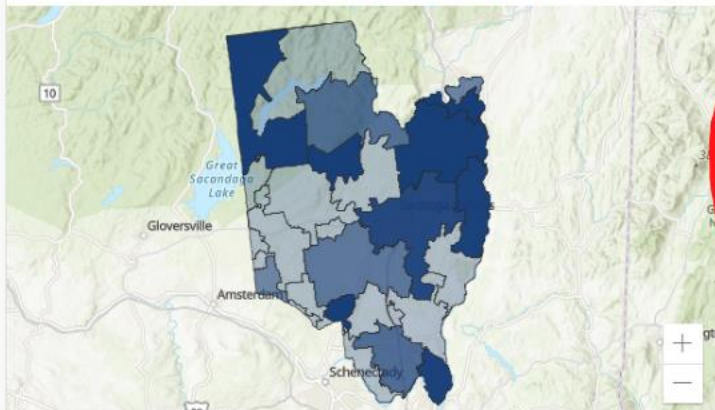 10
Great
Sacandaga
Lake
Gloversville
Amsterdam
Schenectady
+
−